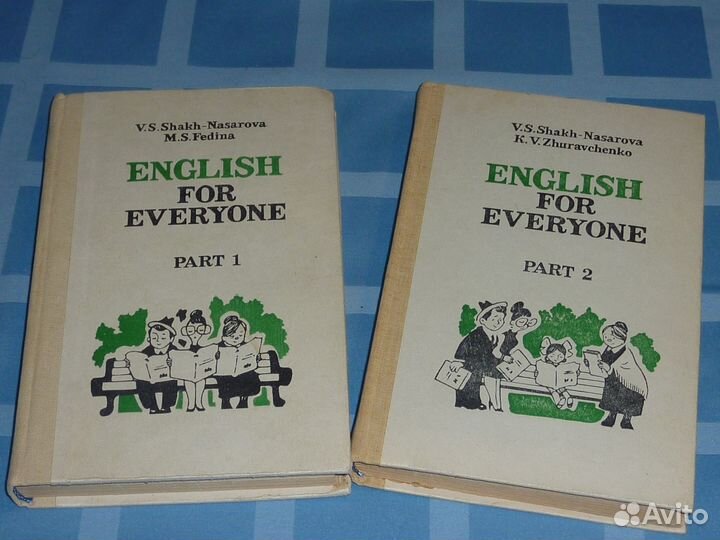 V.S.Shakh-Nasarova
M.S.Fedina
ENGLISH
FOR
EVERYONE
PART 1
V.S.Shakh-Nasarova
K.V.Zhuravchenko
ENGLISH
FOR
EVERYONE
PART 2
Avito